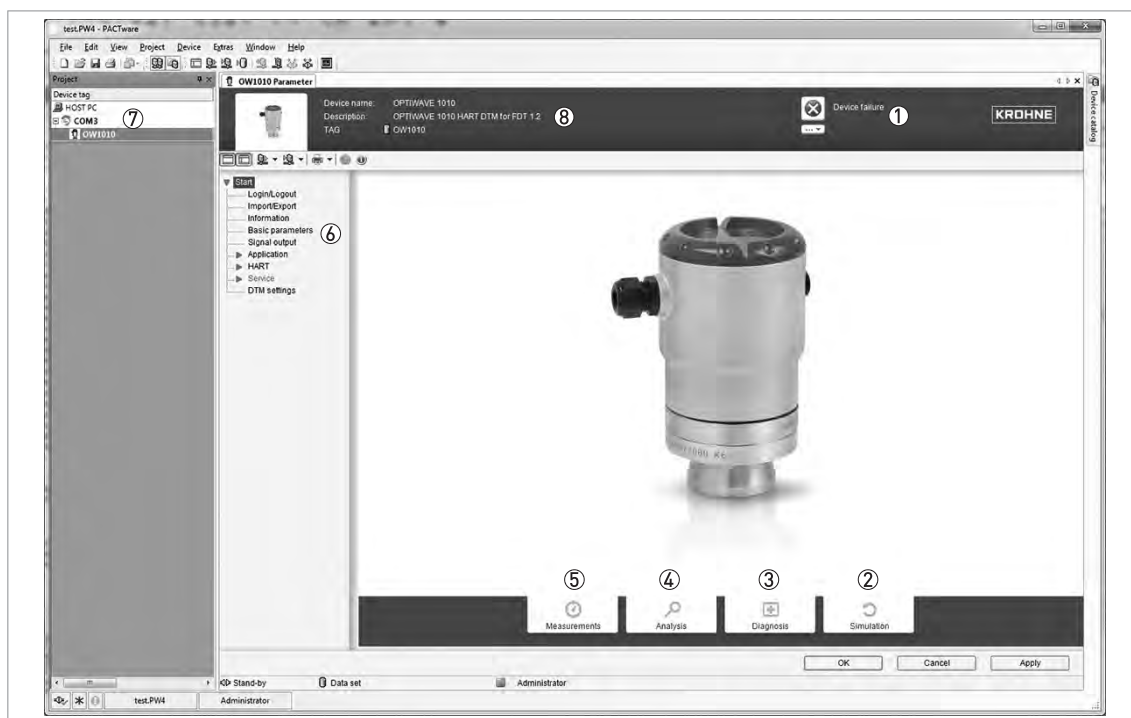 test.PW4 - PACTware
File Edit View Project Device Extras Window Help
Project
Device tag
HOST PC
COM3
OW1010
⑦
OW1010 Parameter
Device name: OPTIWAVE 1010
Description: OPTIWAVE 1010 HART DTM for FDT 1.2
TAG OW1010
⑧
Device failure
①
KROHNE
Device catalog
Start
Login/Logout
Import/Export
Information
Basic parameters
Signal output
Application
HART
Service
DTM settings
⑥
⑤ ④ ③ ②
Measurements Analysis Diagnosis Simulation
OK Cancel Apply
Stand-by Data set Administrator
test.PW4 Administrator